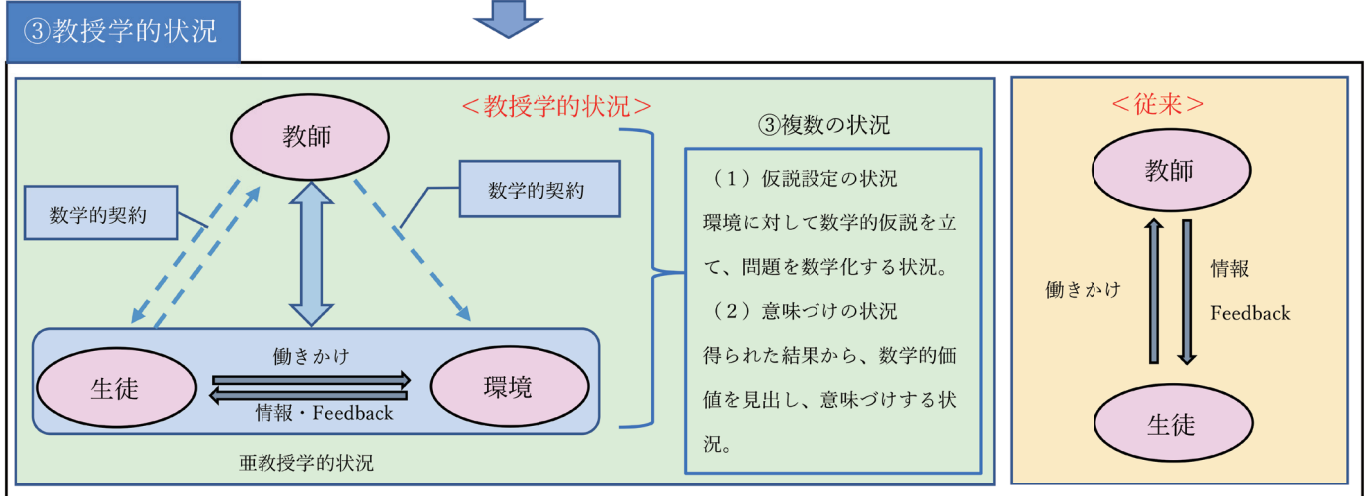 ③教授学的状況
＜教授学的状況＞
教師
数学的契約
数学的契約
生徒
働きかけ
情報・Feedback
環境
亜教授学的状況
③複数の状況
（１）仮説設定の状況
環境に対して数学的仮説を立
て、問題を数学化する状況。
（２）意味づけの状況
得られた結果から、数学的価
値を見出し、意味づけする状
況。
＜従来＞
教師
働きかけ
情報
Feedback
生徒